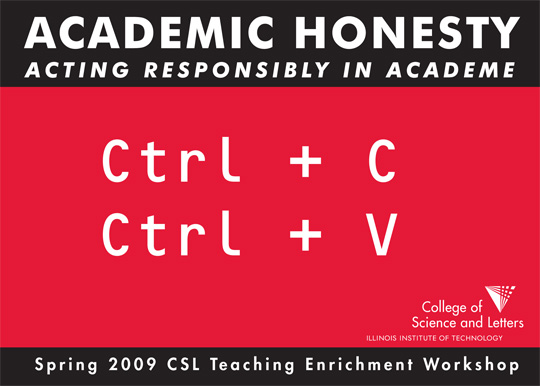 ACADEMIC HONESTY
ACTING RESPONSIBLY IN ACADEME
Ctrl + C
Ctrl + V
College of
Science and Letters
ILLINOIS INSTITUTE OF TECHNOLOGY
Spring 2009 CSL Teaching Enrichment Workshop